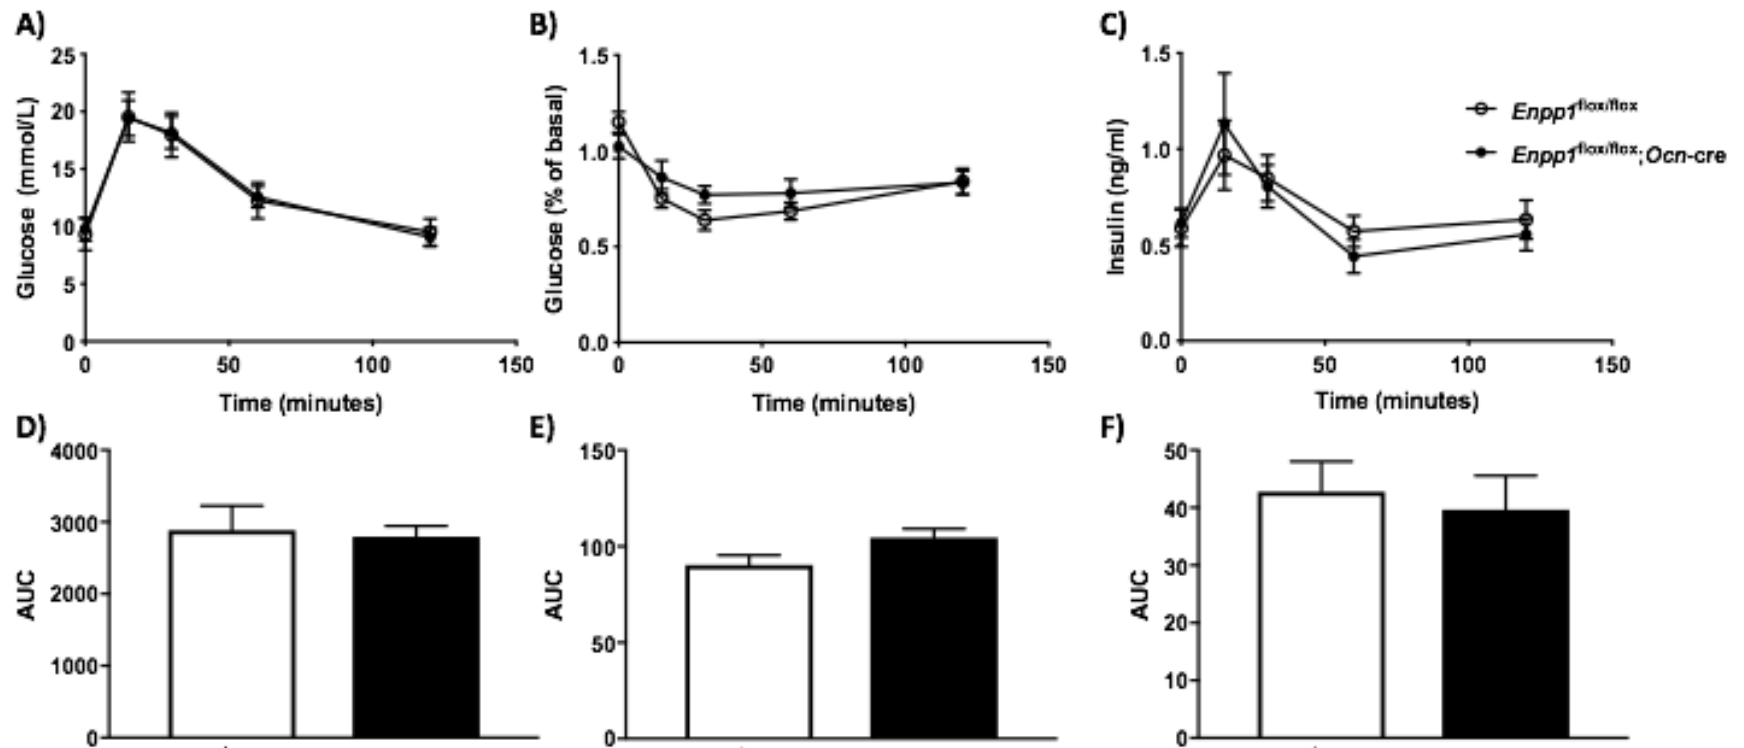 A)
Glucose (mmol/L)
25
20
15
10
5
0
0 50 100 150
Time (minutes)
B)
Glucose (% of basal)
1.5
1.0
0.5
0.0
0 50 100 150
Time (minutes)
C)
Insulin (ng/ml)
1.5
1.0
0.5
0.0
0 50 100 150
Time (minutes)
Enpp1flox/flox
Enpp1flox/flox;Ocn-cre
D)
AUC
4000
3000
2000
1000
0
E)
AUC
150
100
50
0
F)
AUC
50
40
30
20
10
0